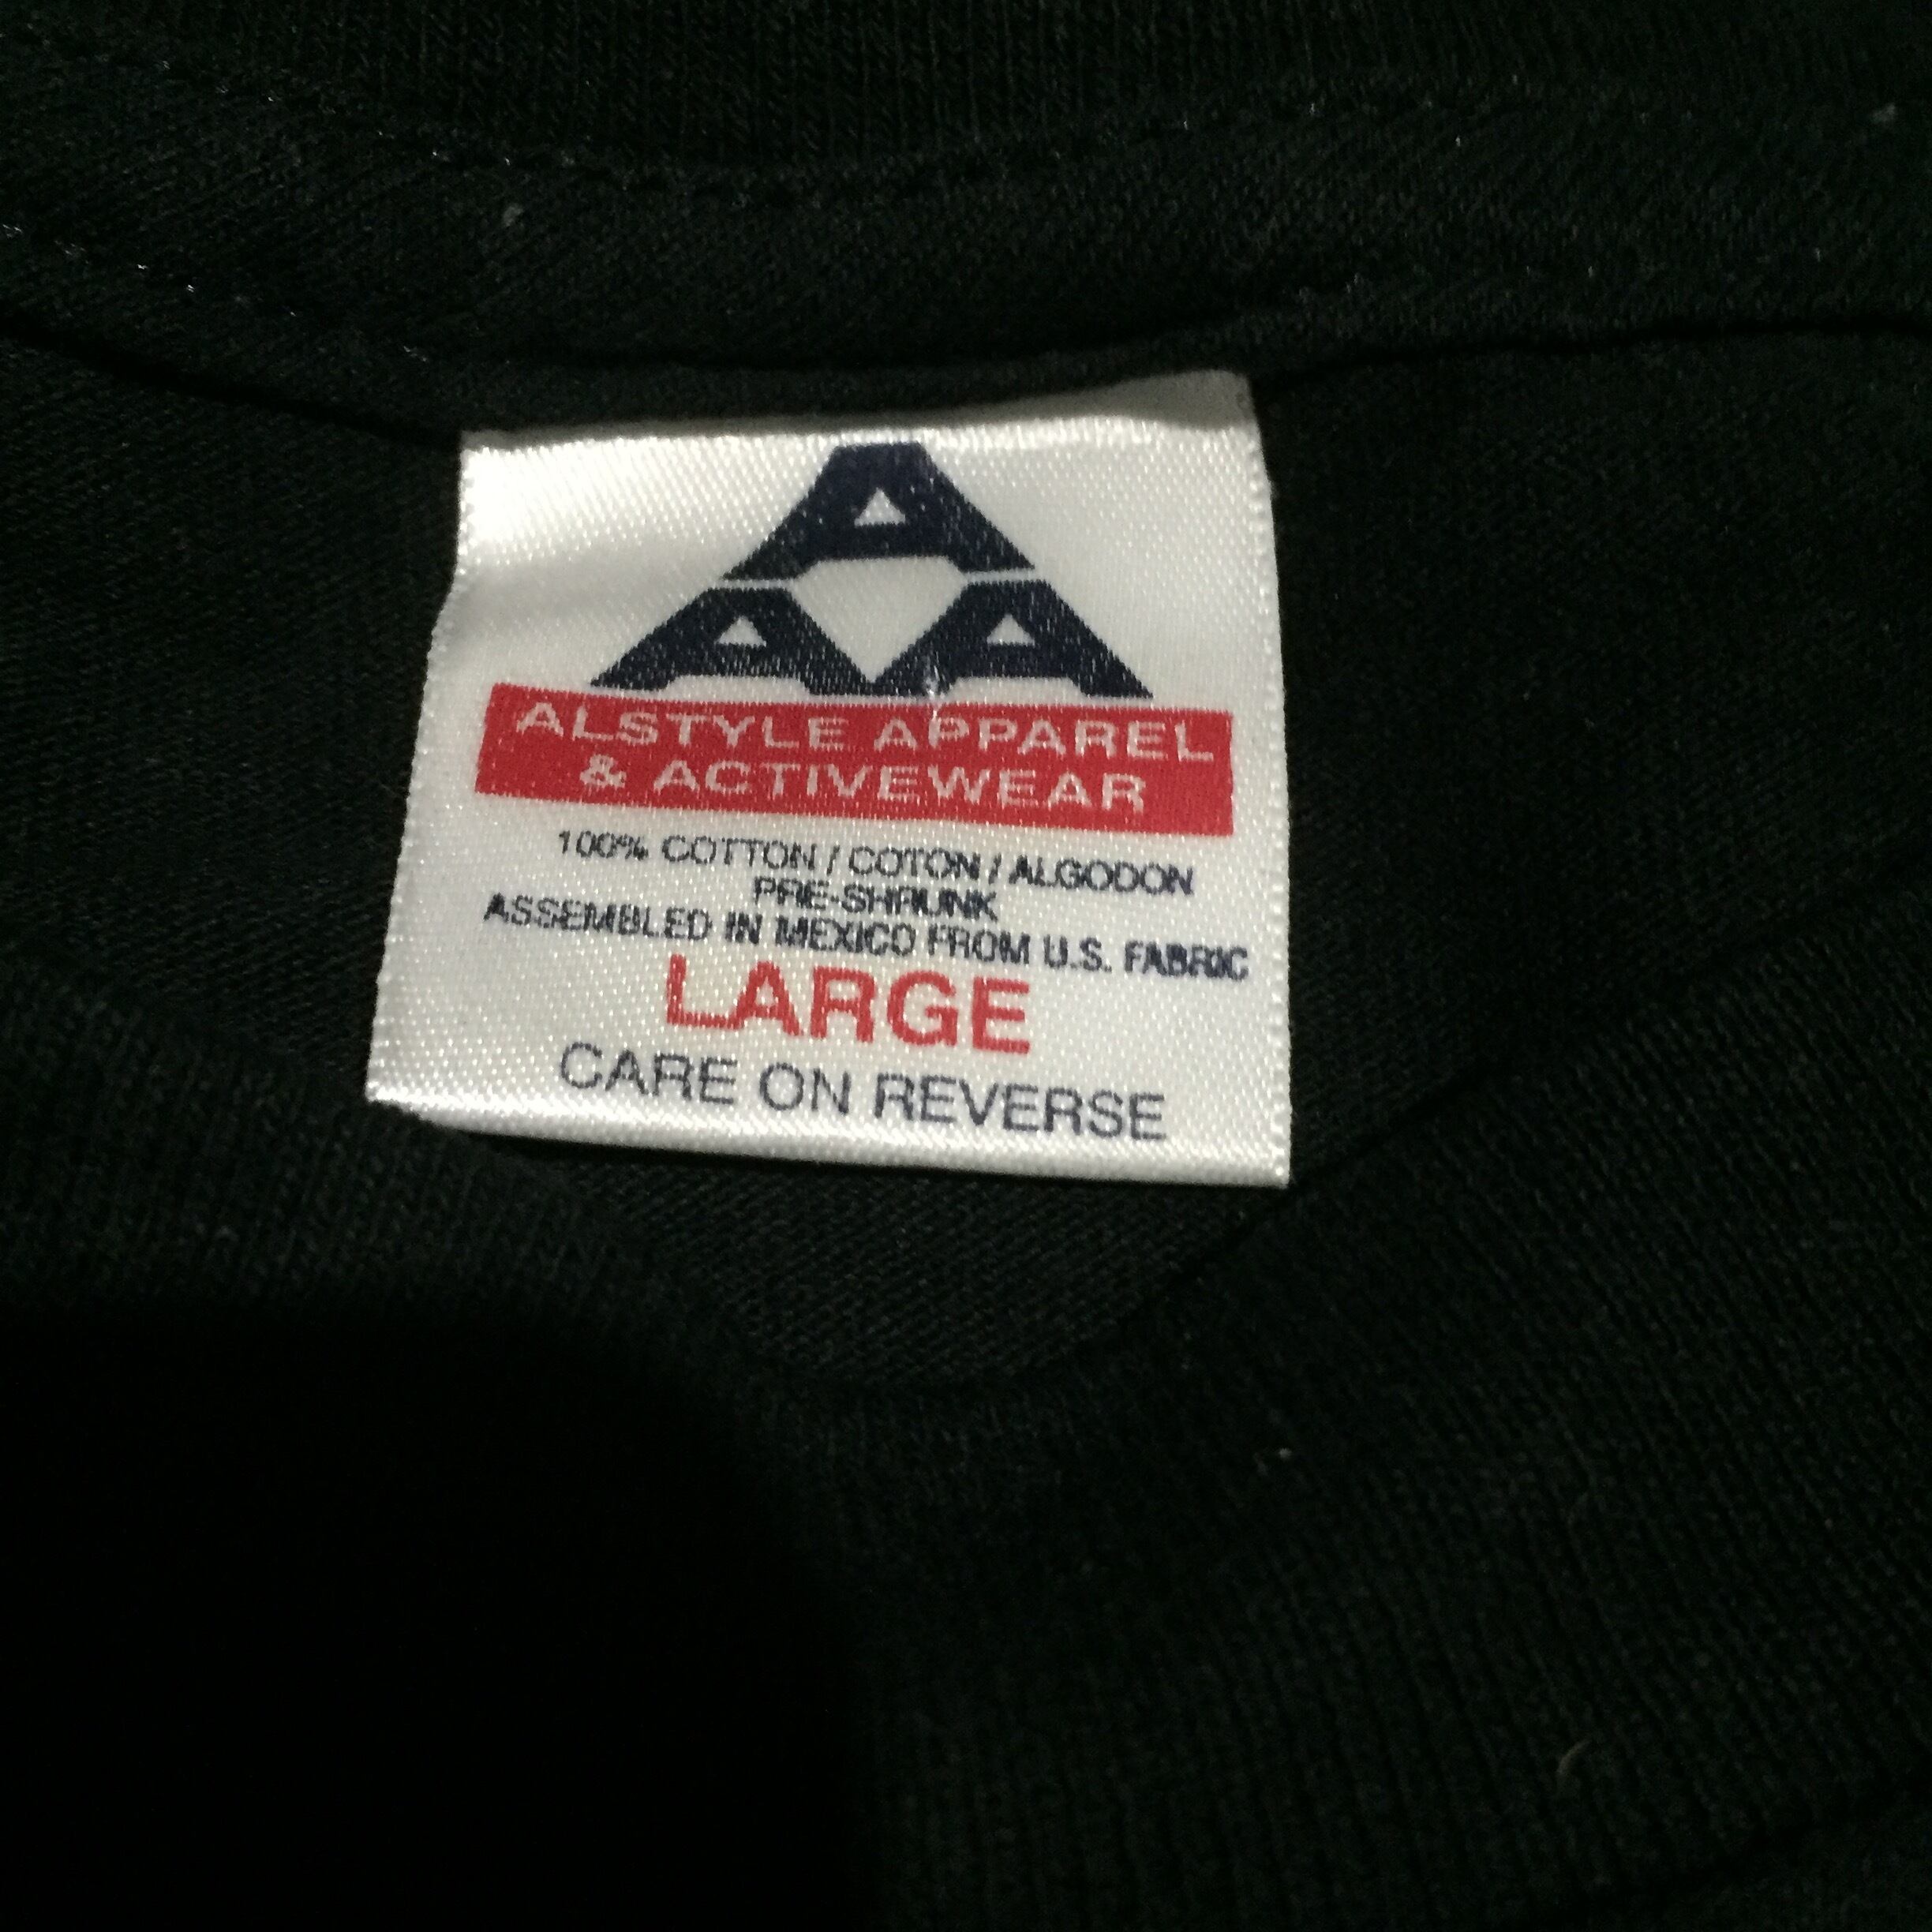 A
A A
ALSTYLE APPAREL
& ACTIVEWEAR
100% COTTON / COTON / ALGODON
PRE-SHRUNK
ASSEMBLED IN MEXICO FROM U.S. FABRIC
LARGE
CARE ON REVERSE